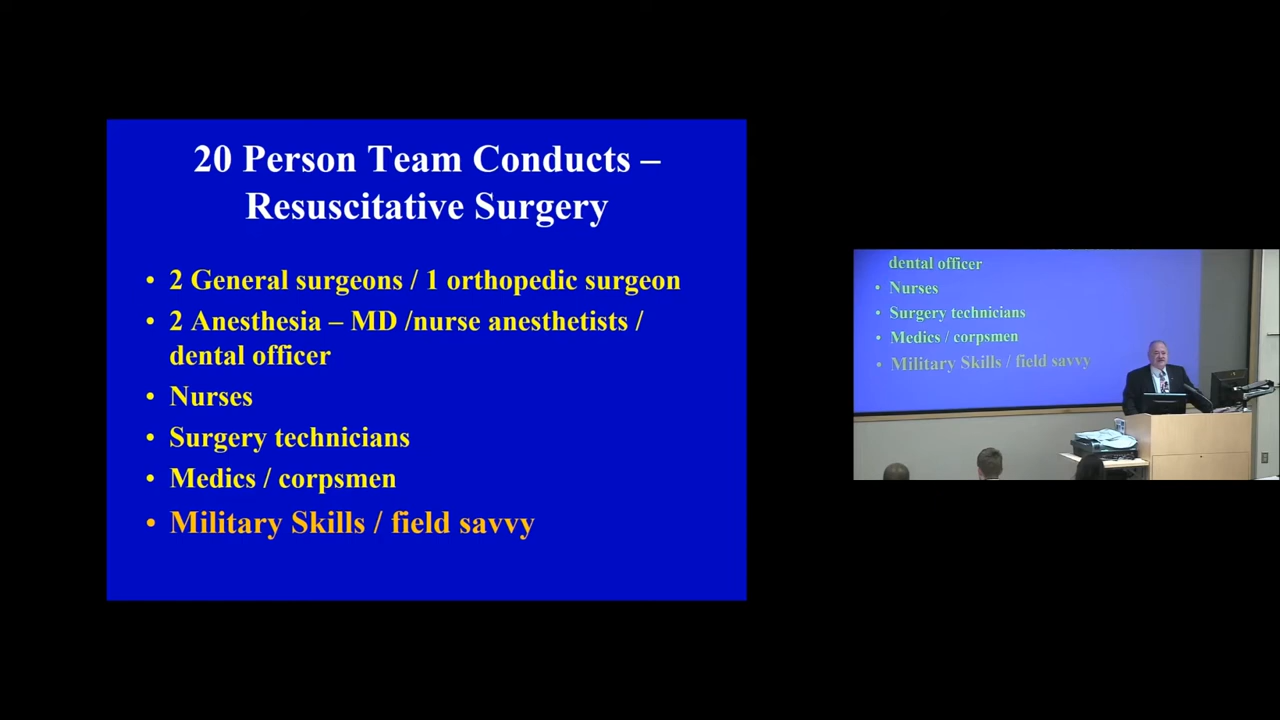 20 Person Team Conducts –
Resuscitative Surgery
• 2 General surgeons / 1 orthopedic surgeon
• 2 Anesthesia – MD /nurse anesthetists /
dental officer
• Nurses
• Surgery technicians
• Medics / corpsmen
• Military Skills / field savvy
dental officer
• Nurses
• Surgery technicians
• Medics / corpsmen
• Military Skills / field savvy